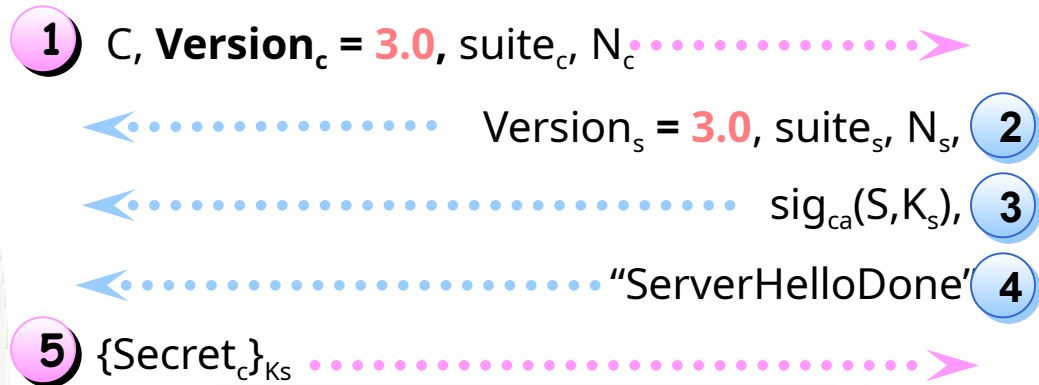 1 C, Version_c = 3.0, suite_c, N_c
Version_s = 3.0, suite_s, N_s, 2
sig_ca(S,K_s), 3
“ServerHelloDone” 4
5 {Secret_c}_Ks